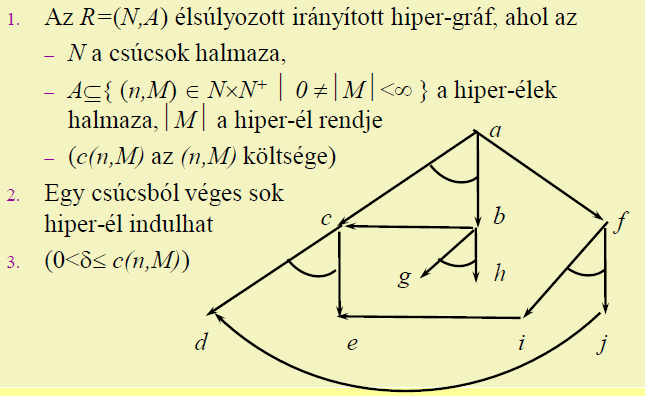 1. Az R=(N,A) élsúlyozott irányított hiper-gráf, ahol az
– N a csúcsok halmaza,
– A⊆{ (n,M) ∈ N×N⁺ | 0 ≠|M|<∞ } a hiper-élek
halmaza,|M| a hiper-él rendje
– (c(n,M) az (n,M) költsége)
2. Egy csúcsból véges sok
hiper-él indulhat
3. (0<δ≤ c(n,M))
a
c
b
f
g
h
d
e
i
j